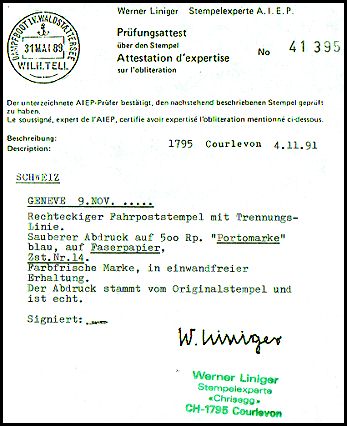 Werner Liniger Stempelexperte A.I.E.P.
DAMPFBOOT LV.WALDSTÄTTERSEE
31 MAI 89
WILH.TELL
Prüfungsattest
über den Stempel
Attestation d'expertise
sur l'oblitération
No 41 395
Der unterzeichnete AIEP-Prüfer bestätigt, den nachstehend beschriebenen Stempel geprüft
zu haben.
Le soussigné, expert de l'AIEP, certifie avoir expertisé l'oblitération mentionné ci-dessous.
Beschreibung:
Description:
1795 Courlevon 4.11.91
SCHWEIZ
GENEVE 9.NOV. .....
Rechteckiger Fahrpoststempel mit Trennungs-
Linie.
Sauberer Abdruck auf 500 Rp. "Portomarke"
blau, auf Faserpapier,
Zst.Nr.14.
Farbfrische Marke, in einwandfreier
Erhaltung.
Der Abdruck stammt vom Originalstempel und
ist echt.
Signiert:
W. Liniger
Werner Liniger
Stempelexperte
«Chrisegg»
CH-1795 Courlevon